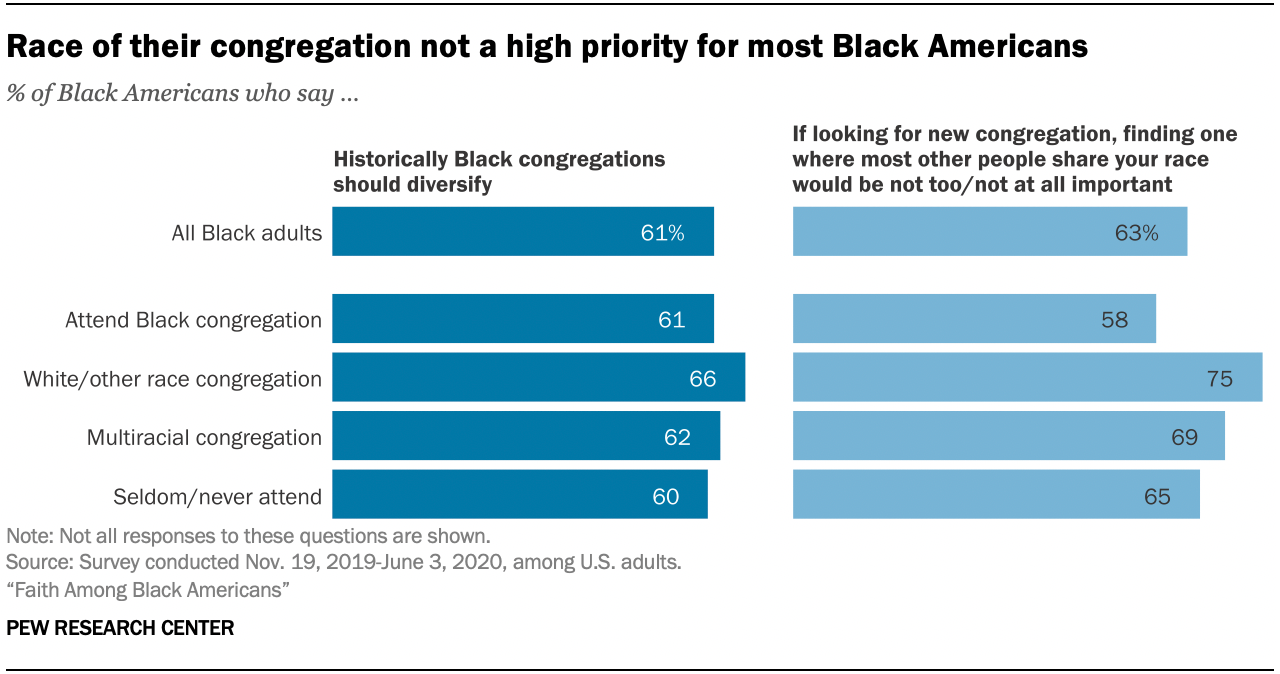 Race of their congregation not a high priority for most Black Americans
% of Black Americans who say ...
Historically Black congregations
should diversify
If looking for new congregation, finding one
where most other people share your race
would be not too/not at all important
All Black adults 61% 63%
Attend Black congregation 61 58
White/other race congregation 66 75
Multiracial congregation 62 69
Seldom/never attend 60 65
Note: Not all responses to these questions are shown.
Source: Survey conducted Nov. 19, 2019-June 3, 2020, among U.S. adults.
“Faith Among Black Americans”
PEW RESEARCH CENTER